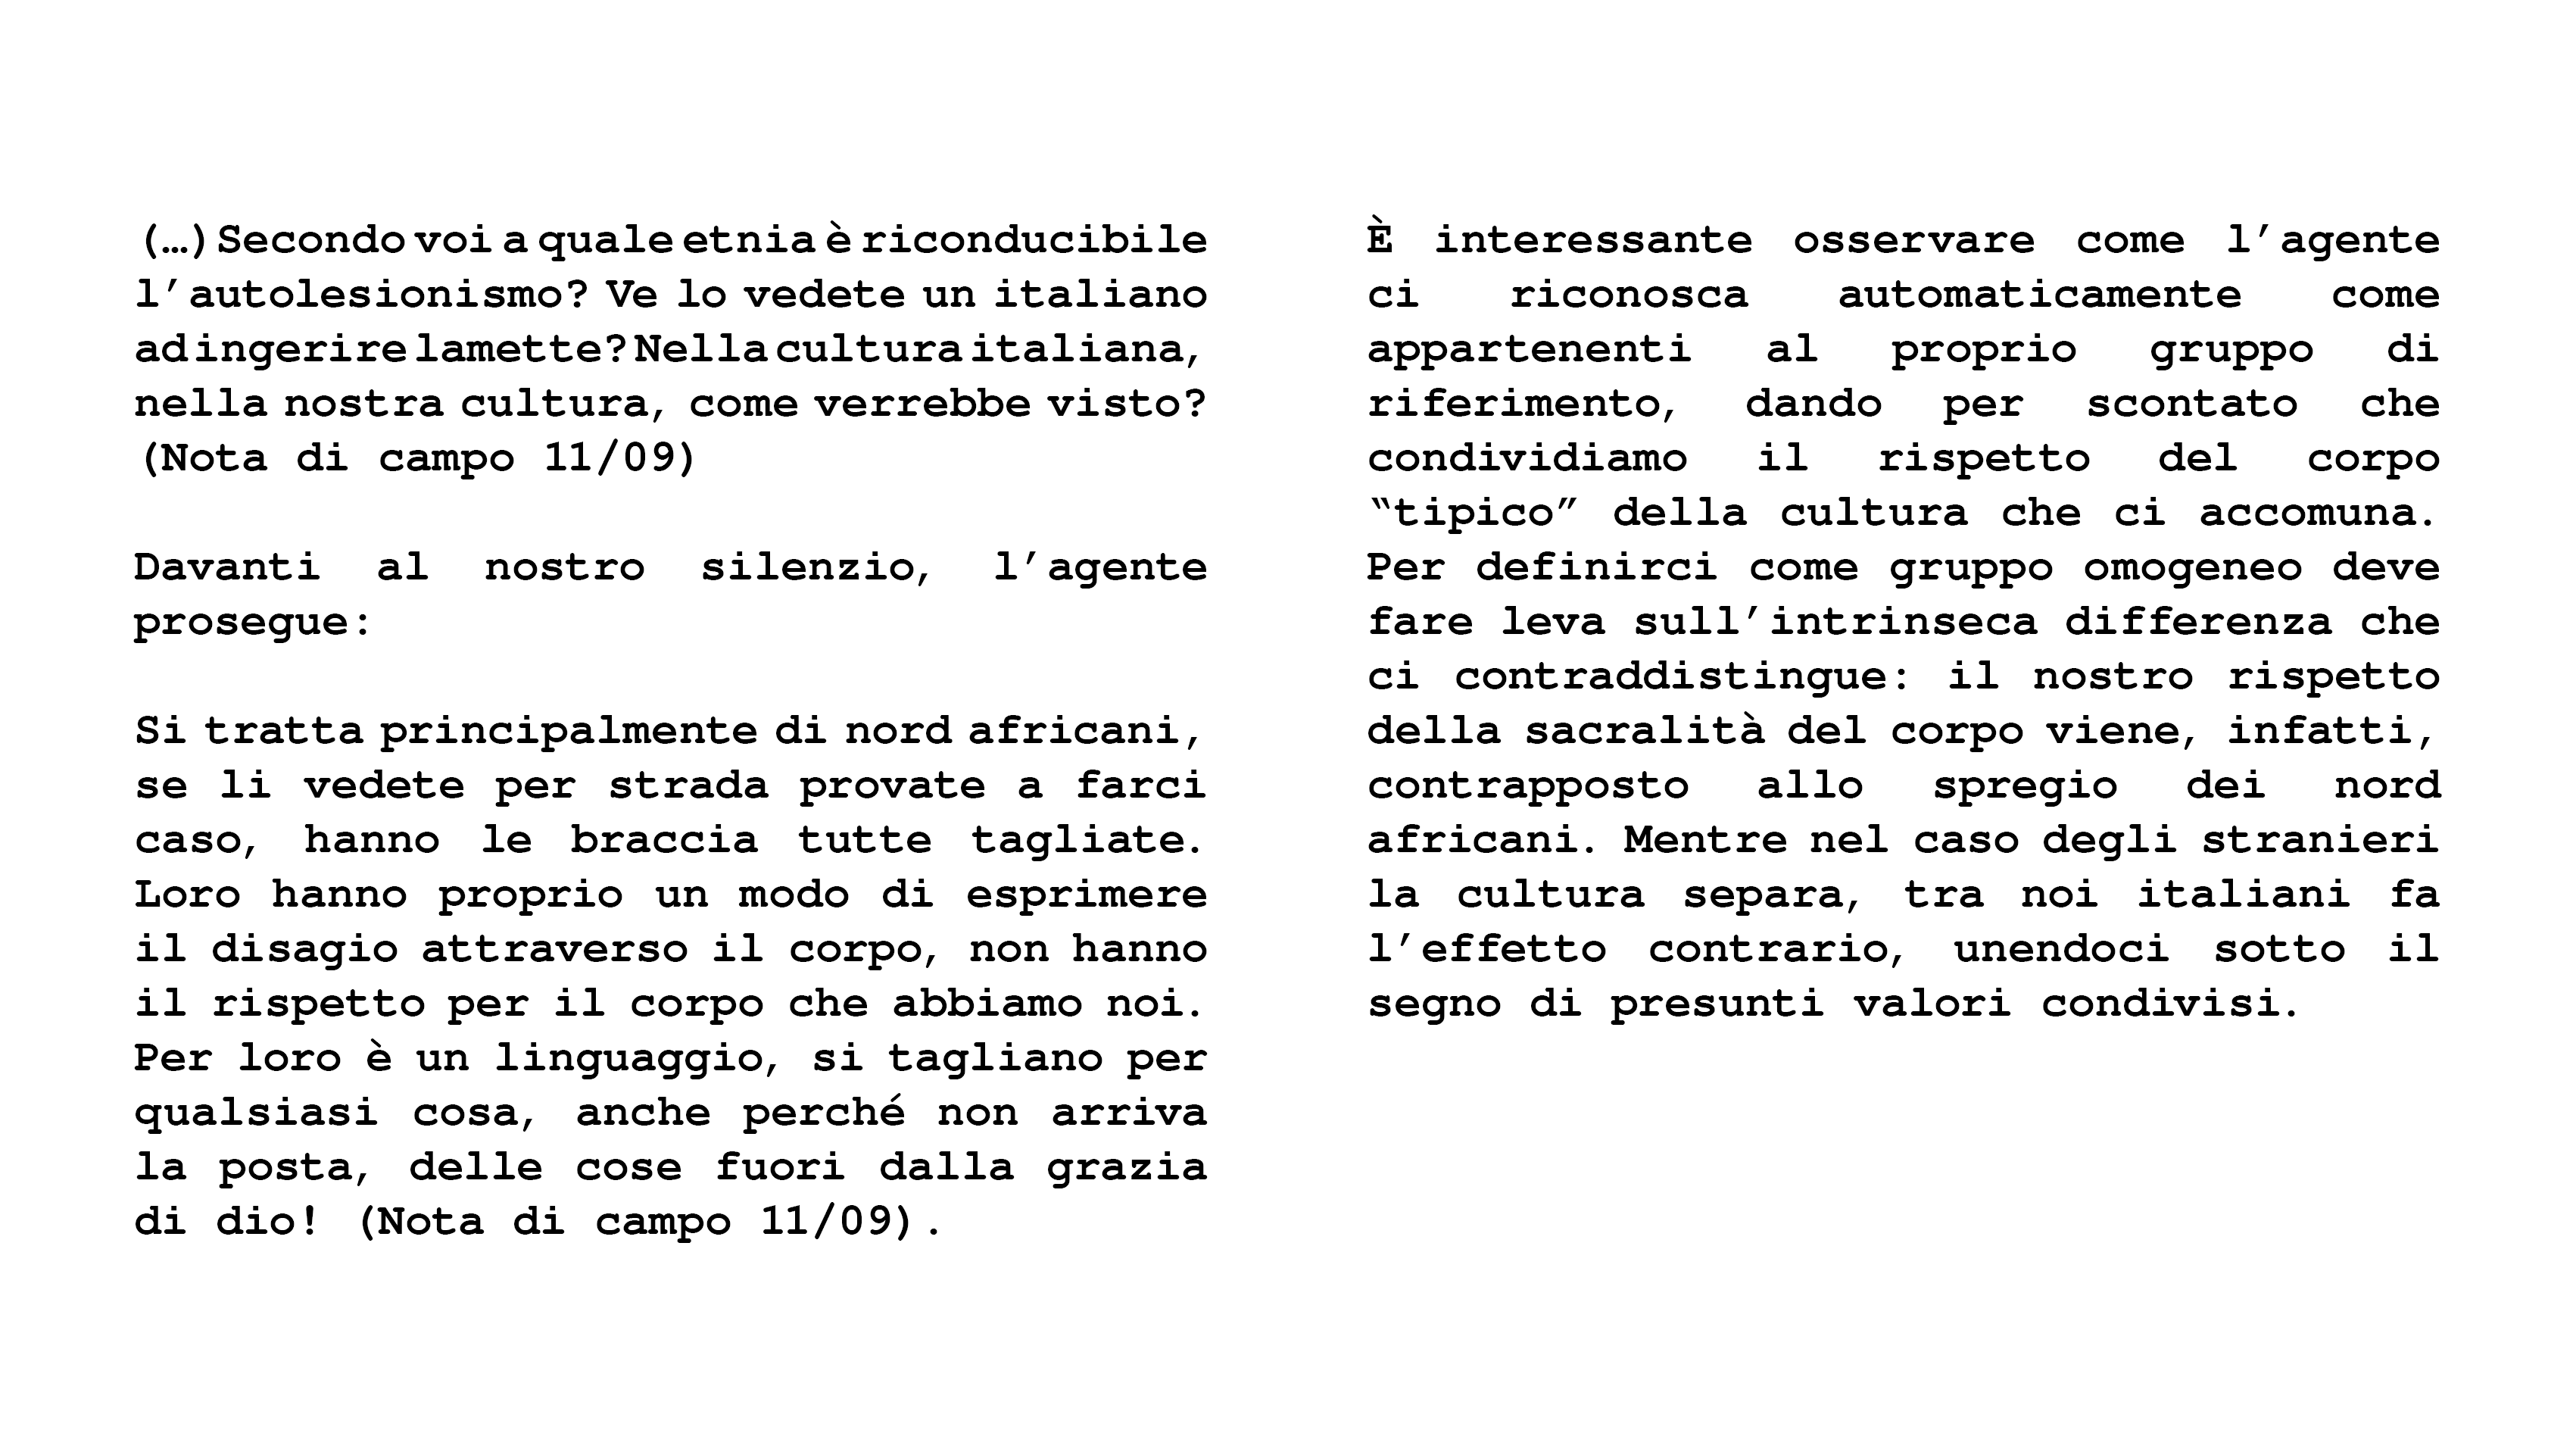 (…) Secondo voi a quale etnia è riconducibile
l’autolesionismo? Ve lo vedete un italiano
ad ingerire lamette? Nella cultura italiana,
nella nostra cultura, come verrebbe visto?
(Nota di campo 11/09)
Davanti al nostro silenzio, l’agente
prosegue:
Si tratta principalmente di nord africani,
se li vedete per strada provate a farci
caso, hanno le braccia tutte tagliate.
Loro hanno proprio un modo di esprimere
il disagio attraverso il corpo, non hanno
il rispetto per il corpo che abbiamo noi.
Per loro è un linguaggio, si tagliano per
qualsiasi cosa, anche perché non arriva
la posta, delle cose fuori dalla grazia
di dio! (Nota di campo 11/09).
È interessante osservare come l’agente
ci riconosca automaticamente come
appartenenti al proprio gruppo di
riferimento, dando per scontato che
condividiamo il rispetto del corpo
“tipico” della cultura che ci accomuna.
Per definirci come gruppo omogeneo deve
fare leva sull’intrinseca differenza che
ci contraddistingue: il nostro rispetto
della sacralità del corpo viene, infatti,
contrapposto allo spregio dei nord
africani. Mentre nel caso degli stranieri
la cultura separa, tra noi italiani fa
l’effetto contrario, unendoci sotto il
segno di presunti valori condivisi.